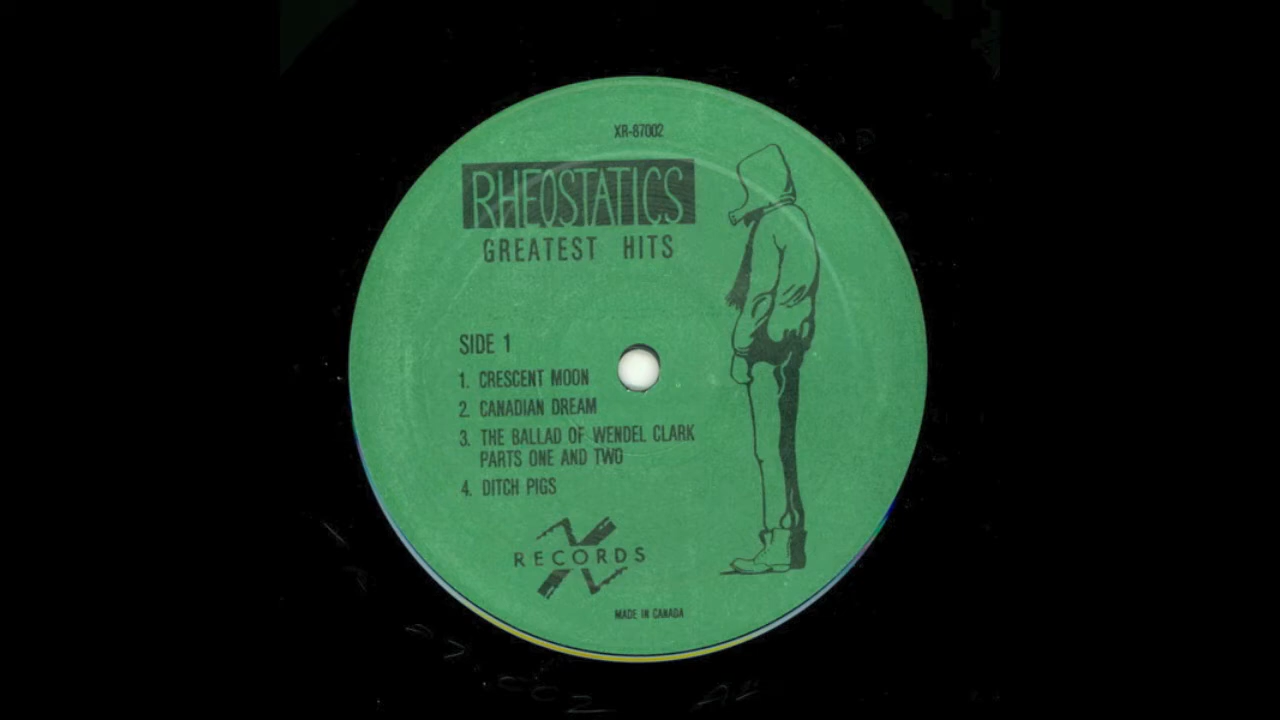 XR-87002
RHEOSTATICS
GREATEST HITS
SIDE 1
1. CRESCENT MOON
2. CANADIAN DREAM
3. THE BALLAD OF WENDEL CLARK
PARTS ONE AND TWO
4. DITCH PIGS
X
RECORDS
MADE IN CANADA